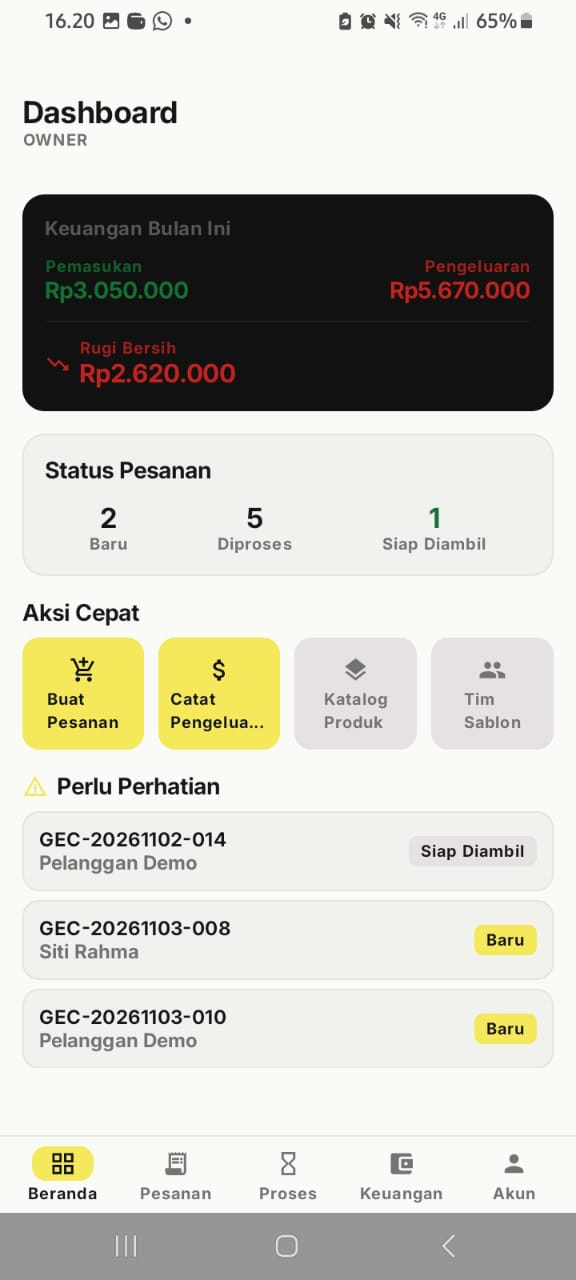 16.20
4G
65%
Dashboard
OWNER
Keuangan Bulan Ini
Pemasukan
Pengeluaran
Rp3.050.000
Rp5.670.000
Rugi Bersih
Rp2.620.000
Status Pesanan
2
5
1
Baru
Diproses
Siap Diambil
Aksi Cepat
Buat
Pesanan
$
Catat
Pengelua...
Katalog
Produk
Tim
Sablon
Perlu Perhatian
GEC-20261102-014
Pelanggan Demo
Siap Diambil
GEC-20261103-008
Siti Rahma
Baru
GEC-20261103-010
Pelanggan Demo
Baru
Beranda
Pesanan
Proses
Keuangan
Akun